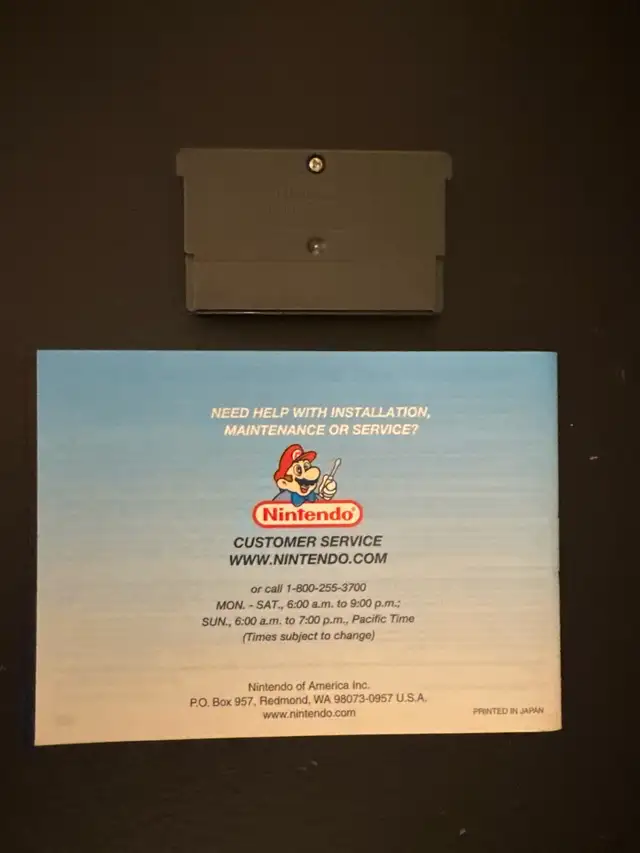 NEED HELP WITH INSTALLATION,
MAINTENANCE OR SERVICE?
Nintendo®
CUSTOMER SERVICE
WWW.NINTENDO.COM
or call 1-800-255-3700
MON. - SAT., 6:00 a.m. to 9:00 p.m.;
SUN., 6:00 a.m. to 7:00 p.m., Pacific Time
(Times subject to change)
Nintendo of America Inc.
P.O. Box 957, Redmond, WA 98073-0957 U.S.A.
www.nintendo.com
PRINTED IN JAPAN